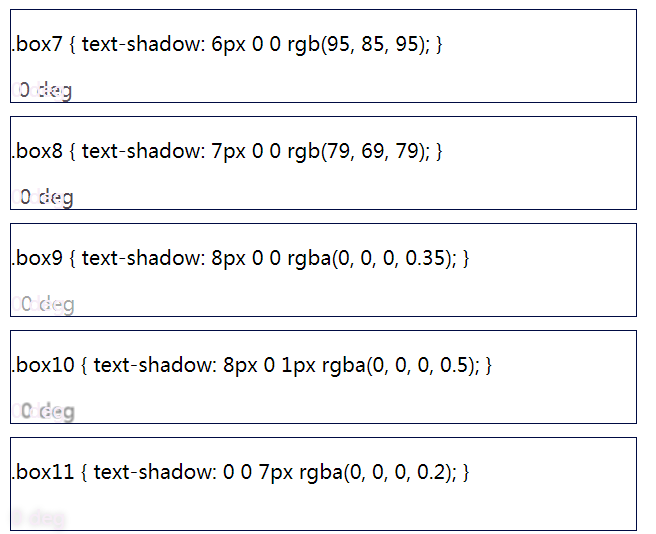 .box7 { text-shadow: 6px 0 0 rgb(95, 85, 95); }
0 deg
.box8 { text-shadow: 7px 0 0 rgb(79, 69, 79); }
0 deg
.box9 { text-shadow: 8px 0 0 rgba(0, 0, 0, 0.35); }
0 deg
.box10 { text-shadow: 8px 0 1px rgba(0, 0, 0, 0.5); }
0 deg
.box11 { text-shadow: 0 0 7px rgba(0, 0, 0, 0.2); }
0 deg